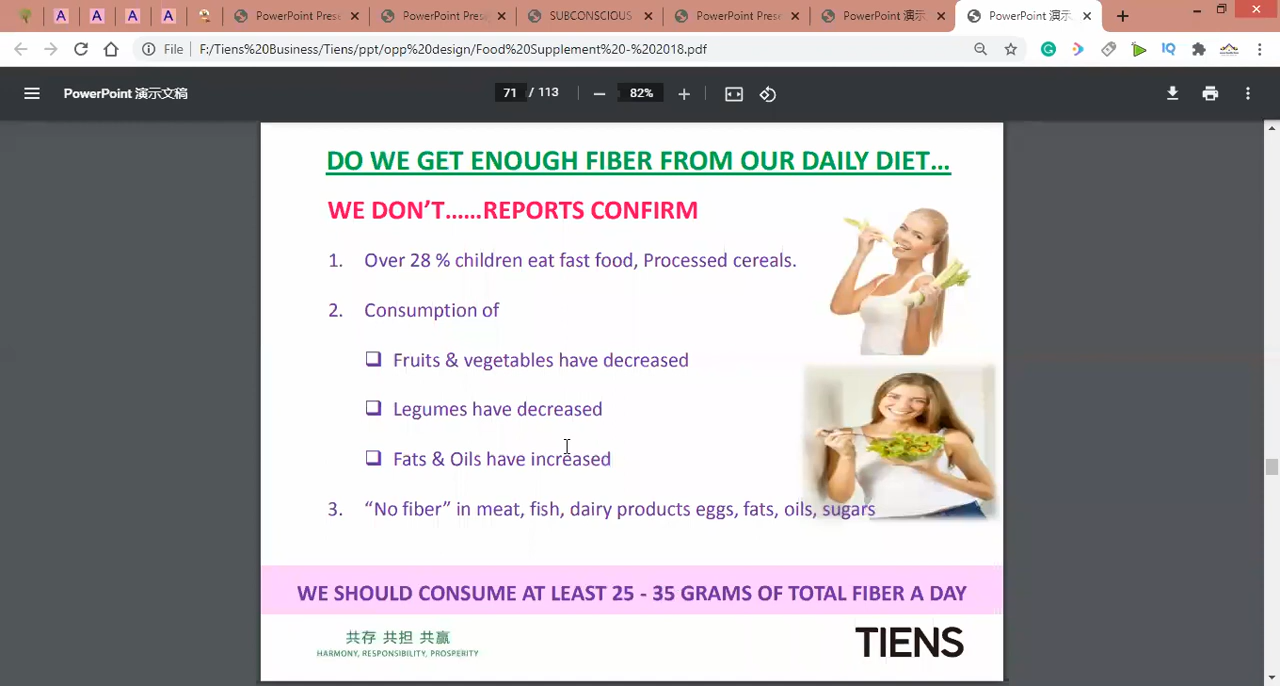 A
A
A
A
PowerPoint Pres
PowerPoint Pres
SUBCONSCIOUS
PowerPoint Pres
PowerPoint 演示
PowerPoint 演示
File
F:/Tiens%20Business/Tiens/ppt/opp%20design/Food%20Supplement%20-%202018.pdf
IQ
PowerPoint 演示文稿
71 / 113
82%
DO WE GET ENOUGH FIBER FROM OUR DAILY DIET...
WE DON'T......REPORTS CONFIRM
1. Over 28 % children eat fast food, Processed cereals.
2. Consumption of
Fruits & vegetables have decreased
Legumes have decreased
Fats & Oils have increased
3. “No fiber” in meat, fish, dairy products eggs, fats, oils, sugars
WE SHOULD CONSUME AT LEAST 25 - 35 GRAMS OF TOTAL FIBER A DAY
共存 共担 共赢
HARMONY, RESPONSIBILITY, PROSPERITY
TIENS